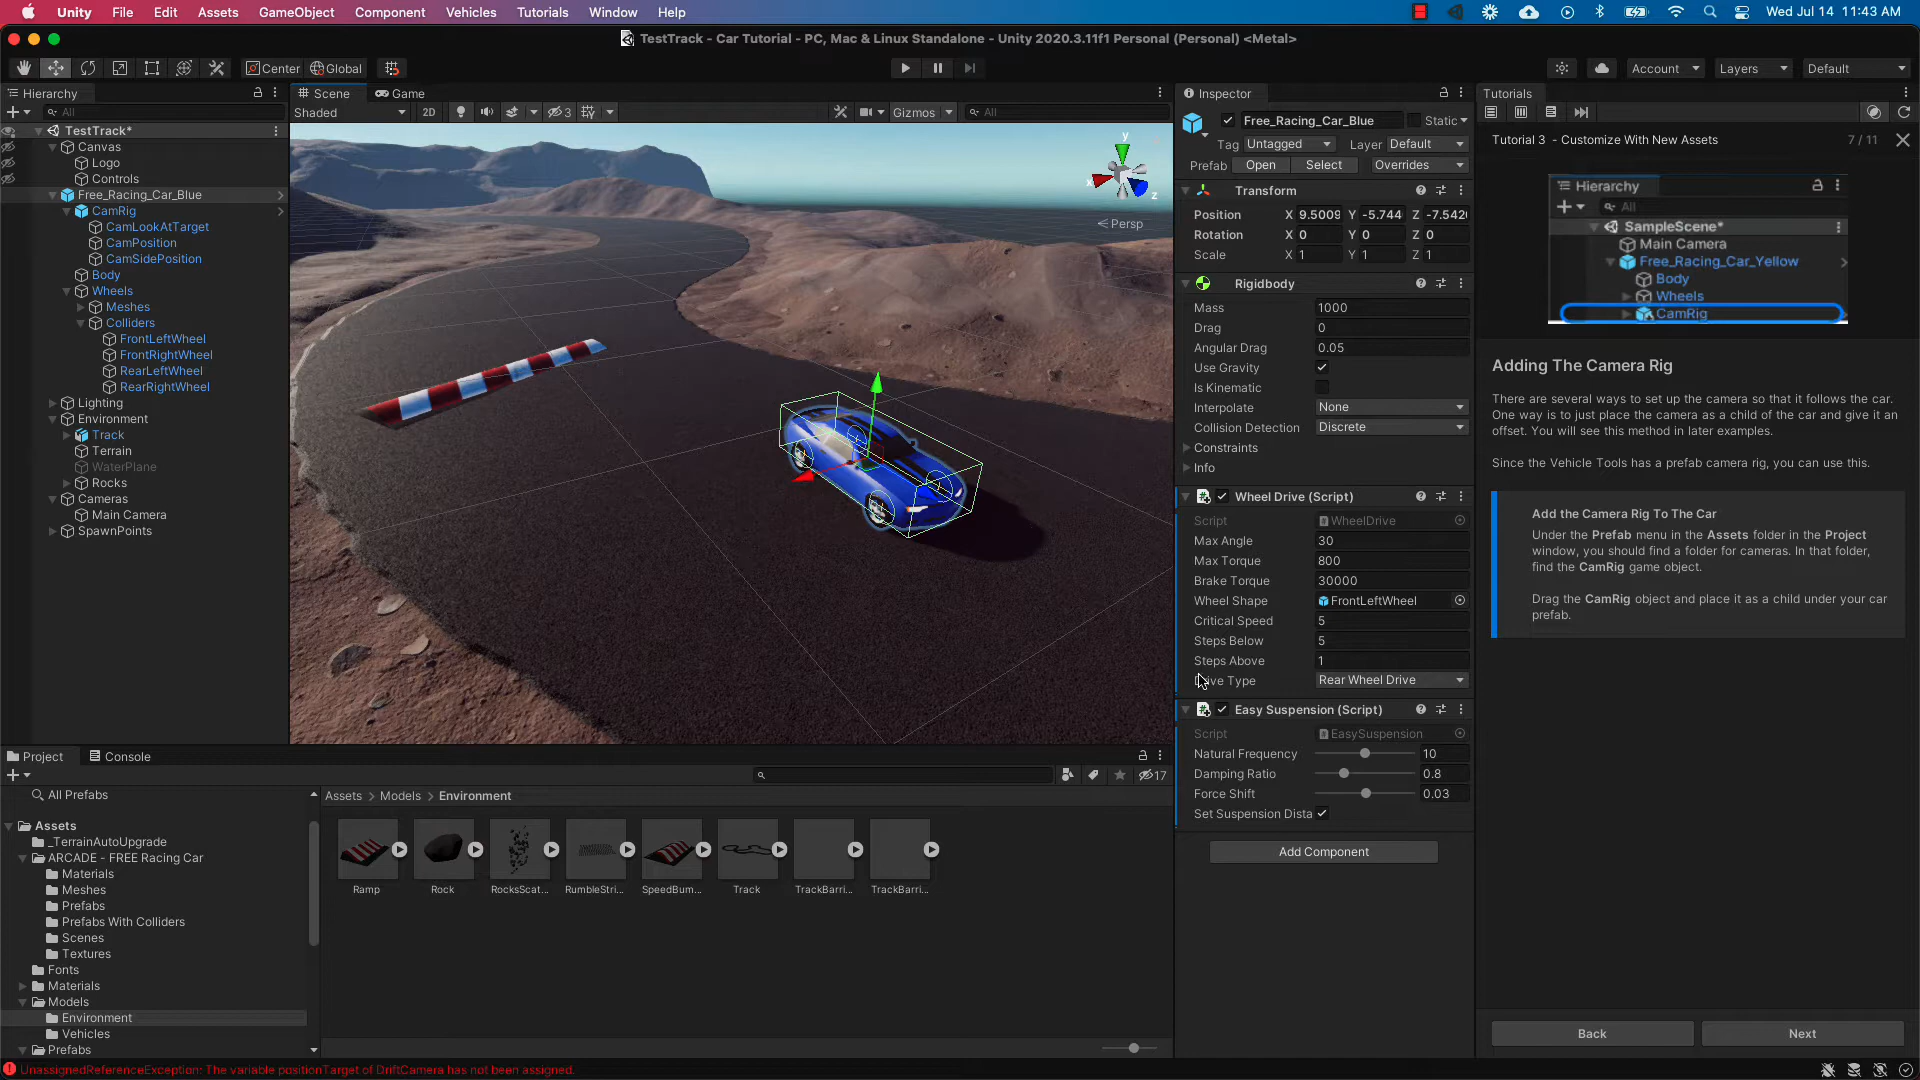 Unity File Edit Assets GameObject Component Vehicles Tutorials Window Help Wed Jul 14 11:43 AM
TestTrack - Car Tutorial - PC, Mac & Linux Standalone - Unity 2020.3.11f1 Personal (Personal) <Metal>
Center Global Account Layers Default
Hierarchy
All
TestTrack*
Canvas
Logo
Controls
Free_Racing_Car_Blue
CamRig
CamLookAtTarget
CamPosition
CamSidePosition
Body
Wheels
Meshes
Colliders
FrontLeftWheel
FrontRightWheel
RearLeftWheel
RearRightWheel
Lighting
Environment
Track
Terrain
WaterPlane
Rocks
Cameras
Main Camera
SpawnPoints
Scene Game
Shaded 2D 3 Gizmos All
y
x
z
Persp
Inspector
Free_Racing_Car_Blue Static
Tag Untagged Layer Default
Prefab Open Select Overrides
Transform
Position X 9.5009 Y -5.744 Z -7.542
Rotation X 0 Y 0 Z 0
Scale X 1 Y 1 Z 1
Rigidbody
Mass 1000
Drag 0
Angular Drag 0.05
Use Gravity
Is Kinematic
Interpolate None
Collision Detection Discrete
Constraints
Info
Wheel Drive (Script)
Script WheelDrive
Max Angle 30
Max Torque 800
Brake Torque 30000
Wheel Shape FrontLeftWheel
Critical Speed 5
Steps Below 5
Steps Above 1
Drive Type Rear Wheel Drive
Easy Suspension (Script)
Script EasySuspension
Natural Frequency 10
Damping Ratio 0.8
Force Shift 0.03
Set Suspension Dista
Add Component
Tutorials
Tutorial 3 - Customize With New Assets 7 / 11
Hierarchy
All
SampleScene*
Main Camera
Free_Racing_Car_Yellow
Body
Wheels
CamRig
Adding The Camera Rig
There are several ways to set up the camera so that it follows the car.
One way is to just place the camera as a child of the car and give it an
offset. You will see this method in later examples.
Since the Vehicle Tools has a prefab camera rig, you can use this.
Add the Camera Rig To The Car
Under the Prefab menu in the Assets folder in the Project
window, you should find a folder for cameras. In that folder,
find the CamRig game object.
Drag the CamRig object and place it as a child under your car
prefab.
Back Next
Project Console
17
All Prefabs
Assets
_TerrainAutoUpgrade
ARCADE - FREE Racing Car
Materials
Meshes
Prefabs
Prefabs With Colliders
Scenes
Textures
Fonts
Materials
Models
Environment
Vehicles
Prefabs
Assets > Models > Environment
Ramp Rock RocksScat... RumbleStri... SpeedBum... Track TrackBarri... TrackBarri...
UnassignedReferenceException: The variable positionTarget of DriftCamera has not been assigned.